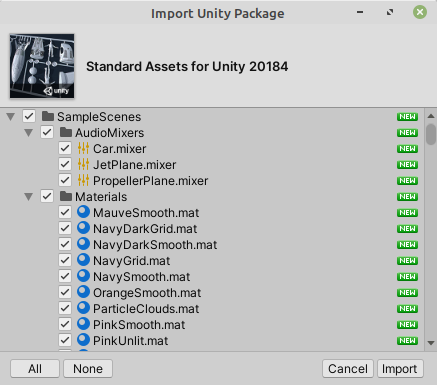 Import Unity Package
unity
Standard Assets for Unity 20184
SampleScenes NEW
AudioMixers NEW
Car.mixer NEW
JetPlane.mixer NEW
PropellerPlane.mixer NEW
Materials NEW
MauveSmooth.mat NEW
NavyDarkGrid.mat NEW
NavyDarkSmooth.mat NEW
NavyGrid.mat NEW
NavySmooth.mat NEW
OrangeSmooth.mat NEW
ParticleClouds.mat NEW
PinkSmooth.mat NEW
PinkUnlit.mat NEW
All None Cancel Import